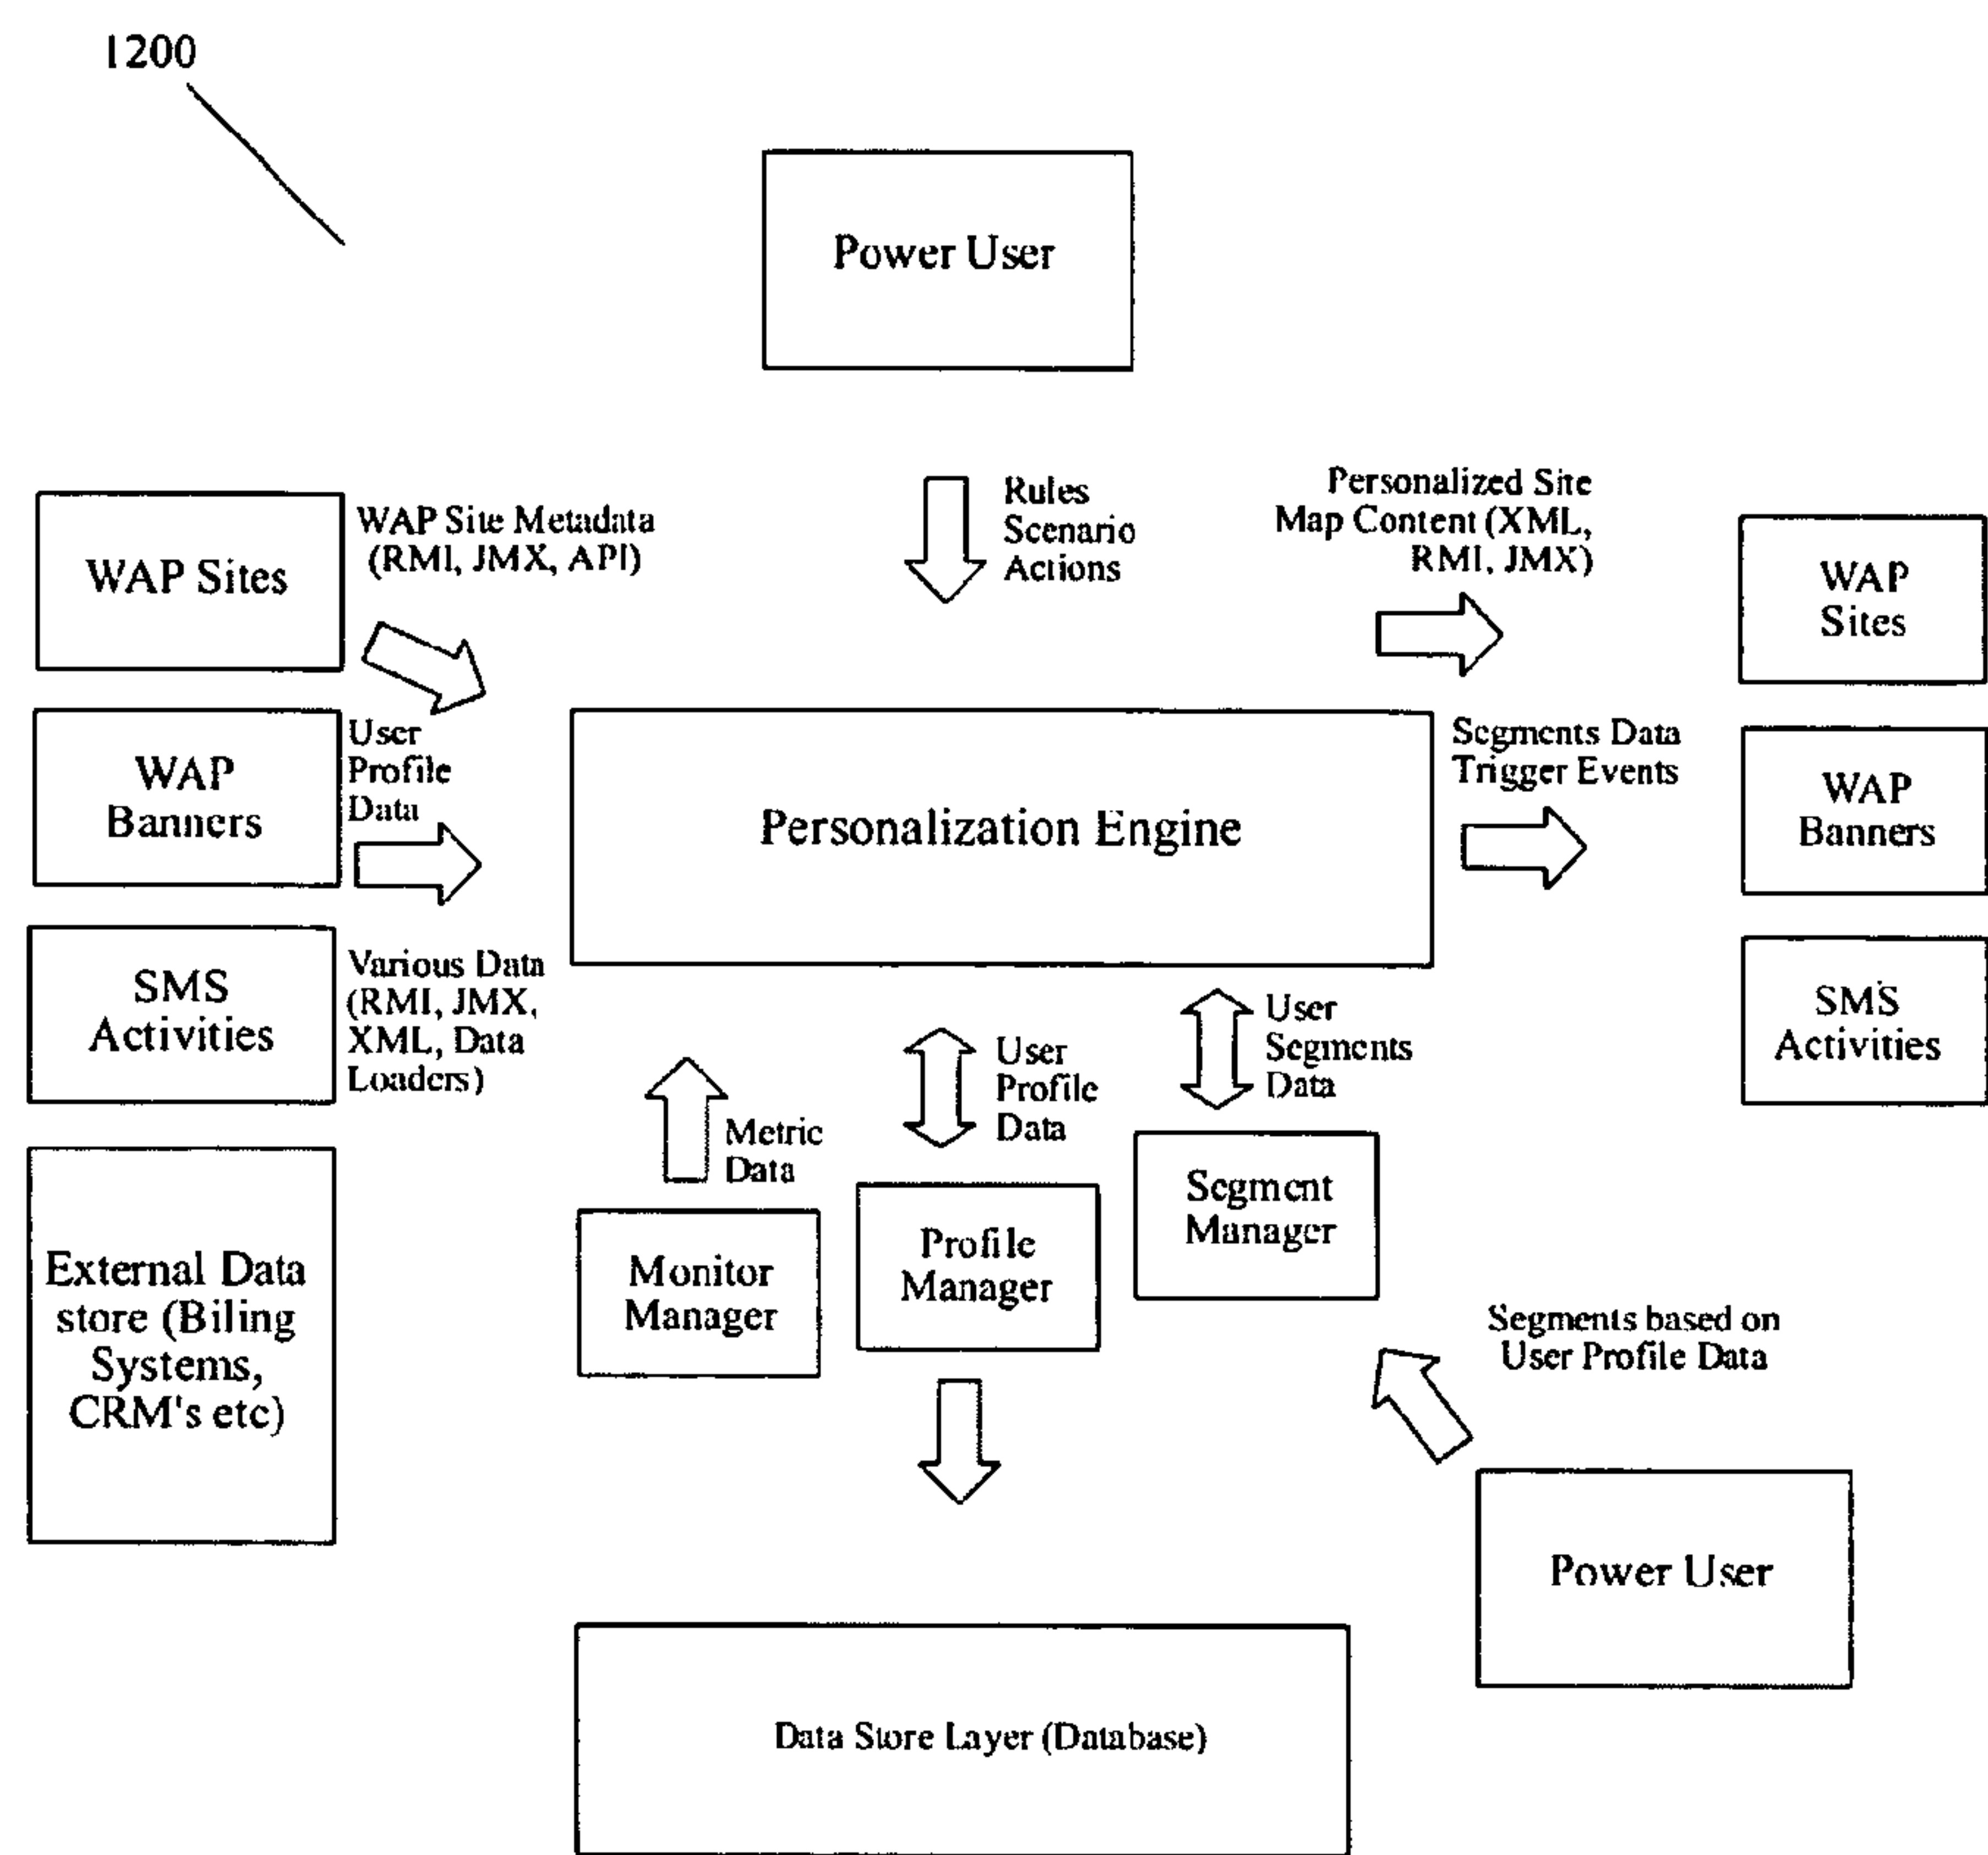 1200
Power User
Rules
Scenario
Actions
Personalized Site
Map Content (XML,
RMI, JMX)
WAP Sites
WAP Site Metadata
(RMI, JMX, API)
WAP
Sites
WAP
Banners
User
Profile
Data
Personalization Engine
Segments Data
Trigger Events
WAP
Banners
SMS
Activities
Various Data
(RMI, JMX,
XML, Data
Loaders)
SMS
Activities
Metric
Data
User
Profile
Data
User
Segments
Data
External Data
store (Biling
Systems,
CRM's etc)
Monitor
Manager
Profile
Manager
Segment
Manager
Segments based on
User Profile Data
Power User
Data Store Layer (Database)